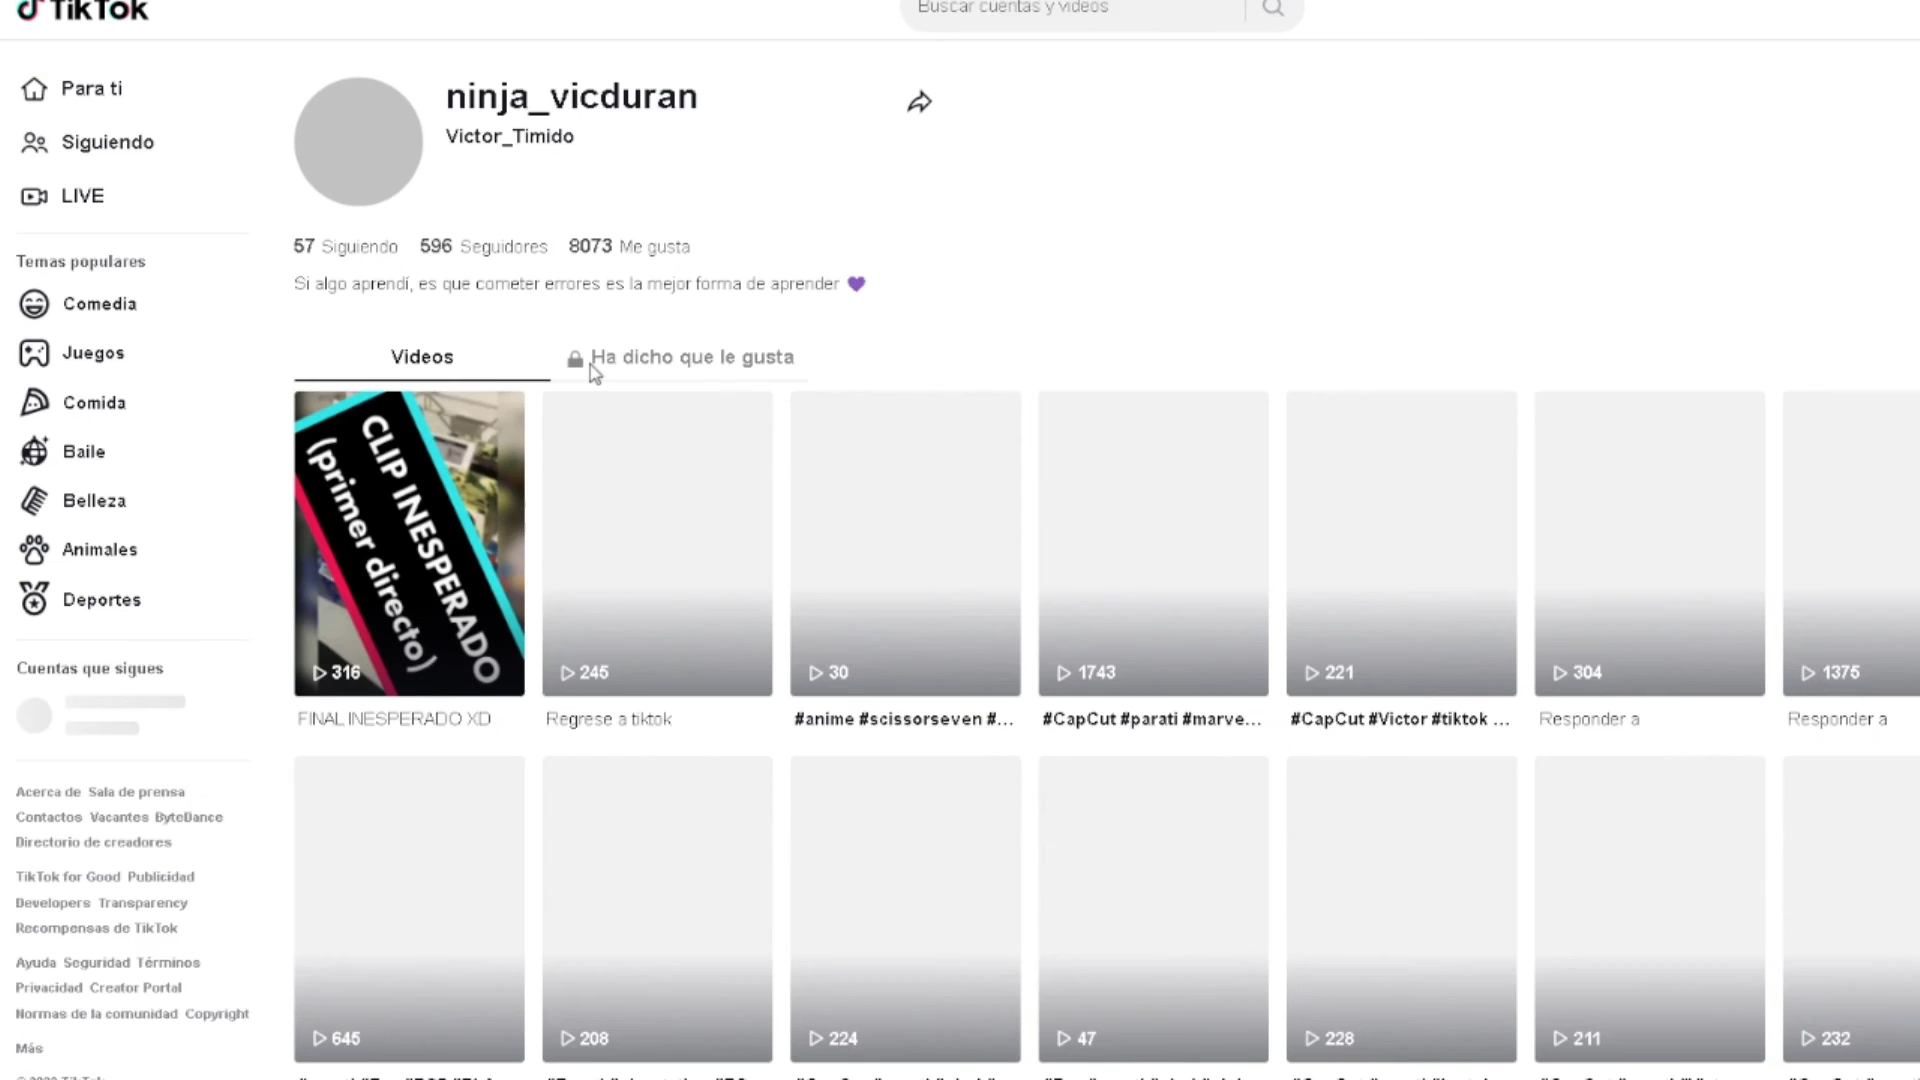 TikTok
Buscar cuentas y videos
Para ti
Siguiendo
LIVE
Temas populares
Comedia
Juegos
Comida
Baile
Belleza
Animales
Deportes
Cuentas que sigues
Acerca de Sala de prensa
Contactos Vacantes ByteDance
Directorio de creadores
TikTok for Good Publicidad
Developers Transparency
Recompensas de TikTok
Ayuda Seguridad Términos
Privacidad Creator Portal
Normas de la comunidad Copyright
Más
ninja_vicduran
Victor_Timido
57 Siguiendo 596 Seguidores 8073 Me gusta
Si algo aprendí, es que cometer errores es la mejor forma de aprender 💜
Videos
Ha dicho que le gusta
CLIP INESPERADO
(primer directo)
316
245
30
1743
221
304
1375
FINAL INESPERADO XD
Regrese a tiktok
#anime #scissorseven #...
#CapCut #parati #marve...
#CapCut #Victor #tiktok ...
Responder a
Responder a
645
208
224
47
228
211
232